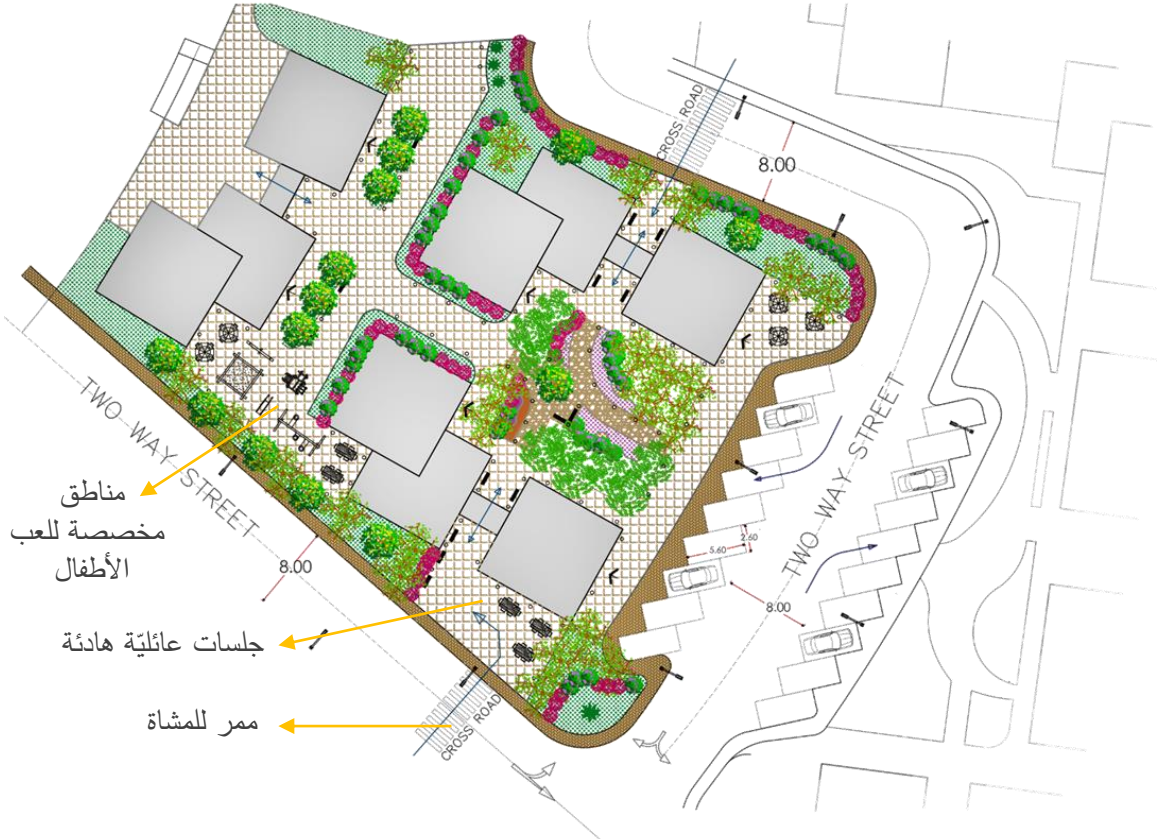 CROSS ROAD
8.00
TWO WAY STREET
TWO WAY STREET
2.60
5.60
8.00
8.00
CROSS ROAD
مناطق
مخصصة للعب
الأطفال
جلسات عائليّة هادئة
ممر للمشاة